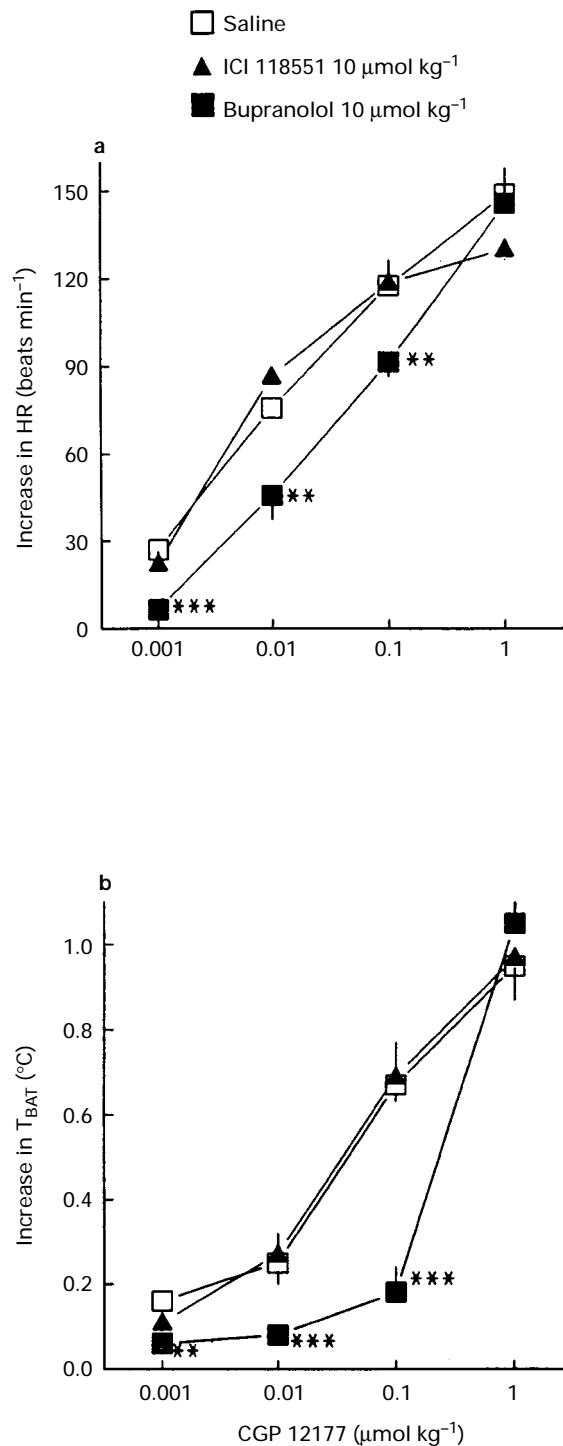 Saline
ICI 118551 10 μmol kg⁻¹
Bupranolol 10 μmol kg⁻¹
a
Increase in HR (beats min⁻¹)
150
120
90
60
30
0
***
**
**
0.001 0.01 0.1 1
b
Increase in T_BAT (°C)
1.0
0.8
0.6
0.4
0.2
0.0
**
***
***
0.001 0.01 0.1 1
CGP 12177 (μmol kg⁻¹)